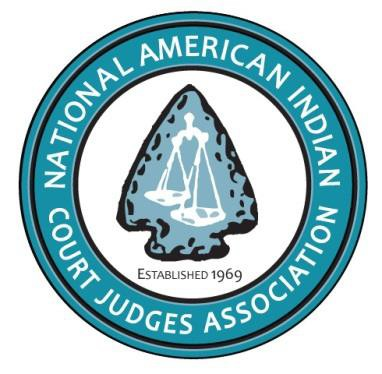 NATIONAL AMERICAN INDIAN
COURT JUDGES ASSOCIATION
ESTABLISHED 1969